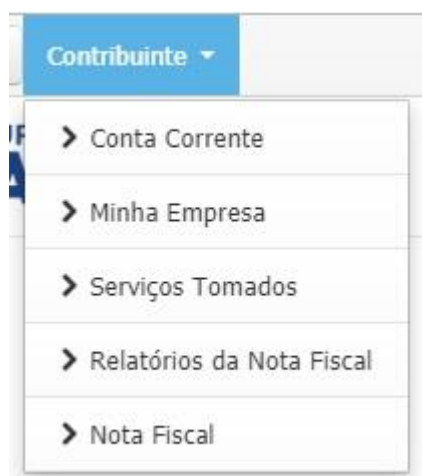 Contribuinte
Conta Corrente
Minha Empresa
Serviços Tomados
Relatórios da Nota Fiscal
Nota Fiscal